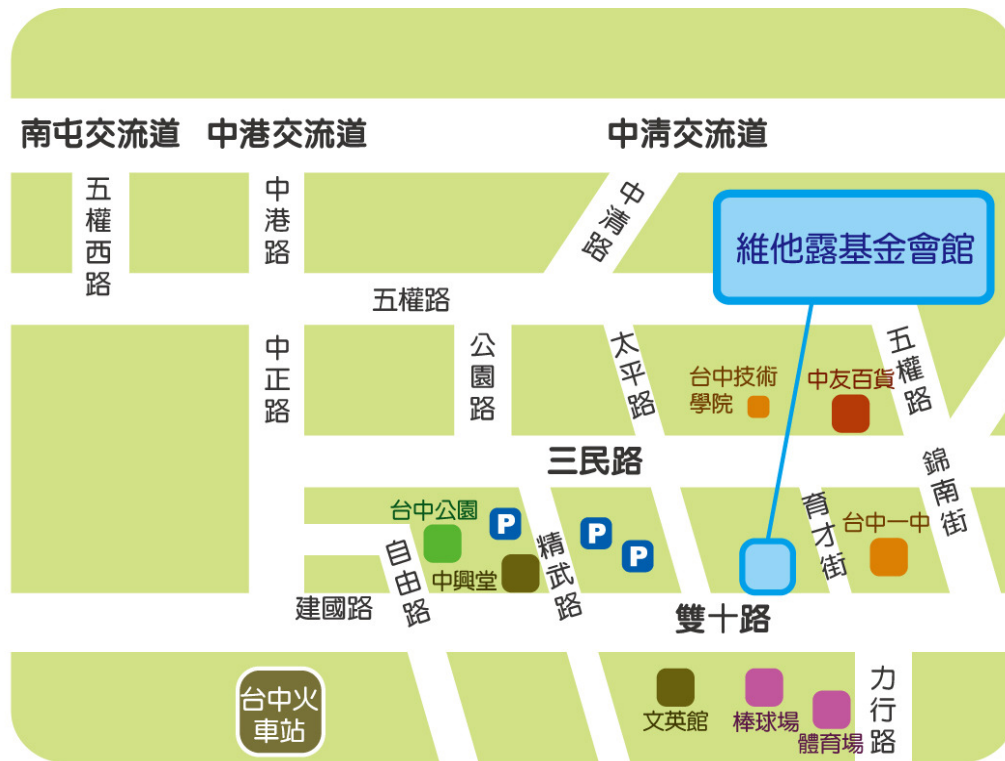 南屯交流道
中港交流道
中清交流道
五權西路
中港路
中清路
維他露基金會館
五權路
中正路
公園路
太平路
台中技術
學院
中友百貨
五權路
三民路
錦南街
台中公園
P
P
P
育才街
台中一中
自由路
中興堂
精武路
建國路
雙十路
台中火
車站
文英館
棒球場
體育場
力行路